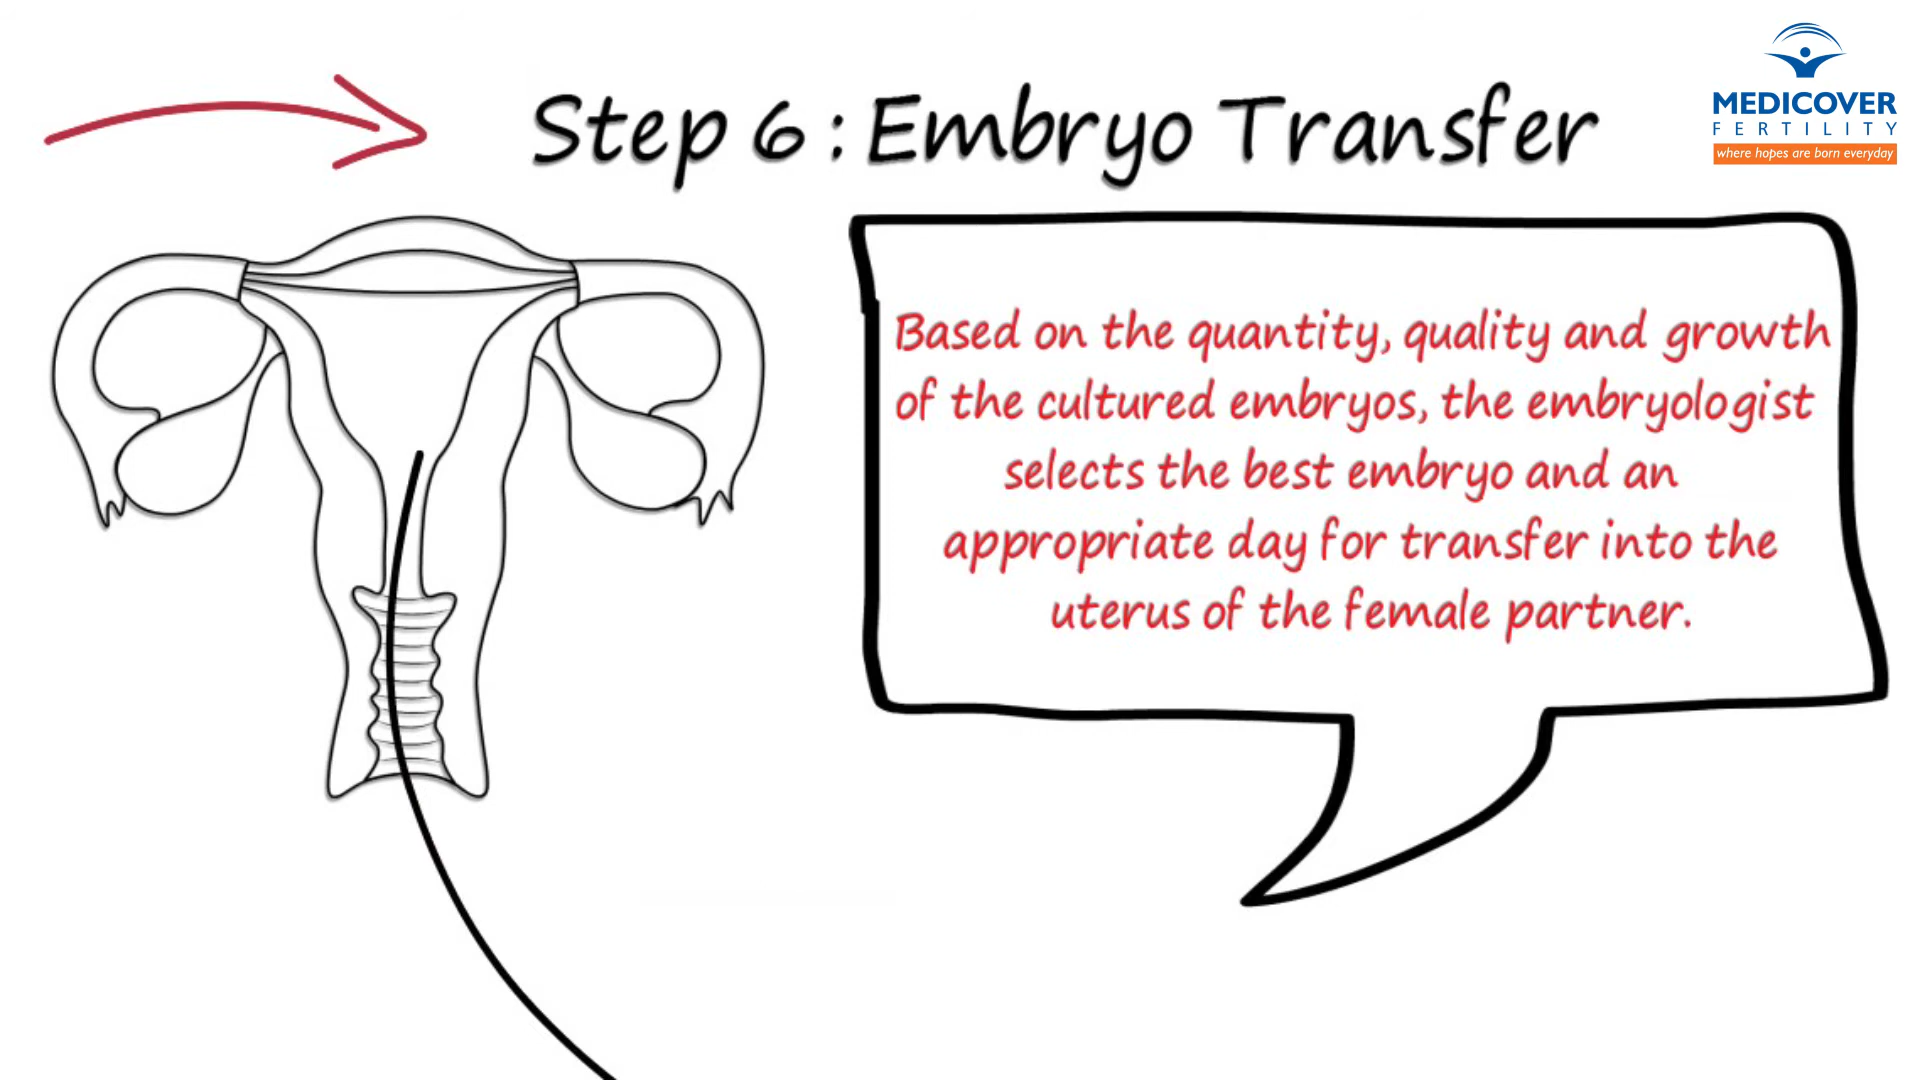 Step 6 : Embryo Transfer
MEDICOVER
FERTILITY
where hopes are born everyday
Based on the quantity, quality and growth
of the cultured embryos, the embryologist
selects the best embryo and an
appropriate day for transfer into the
uterus of the female partner.